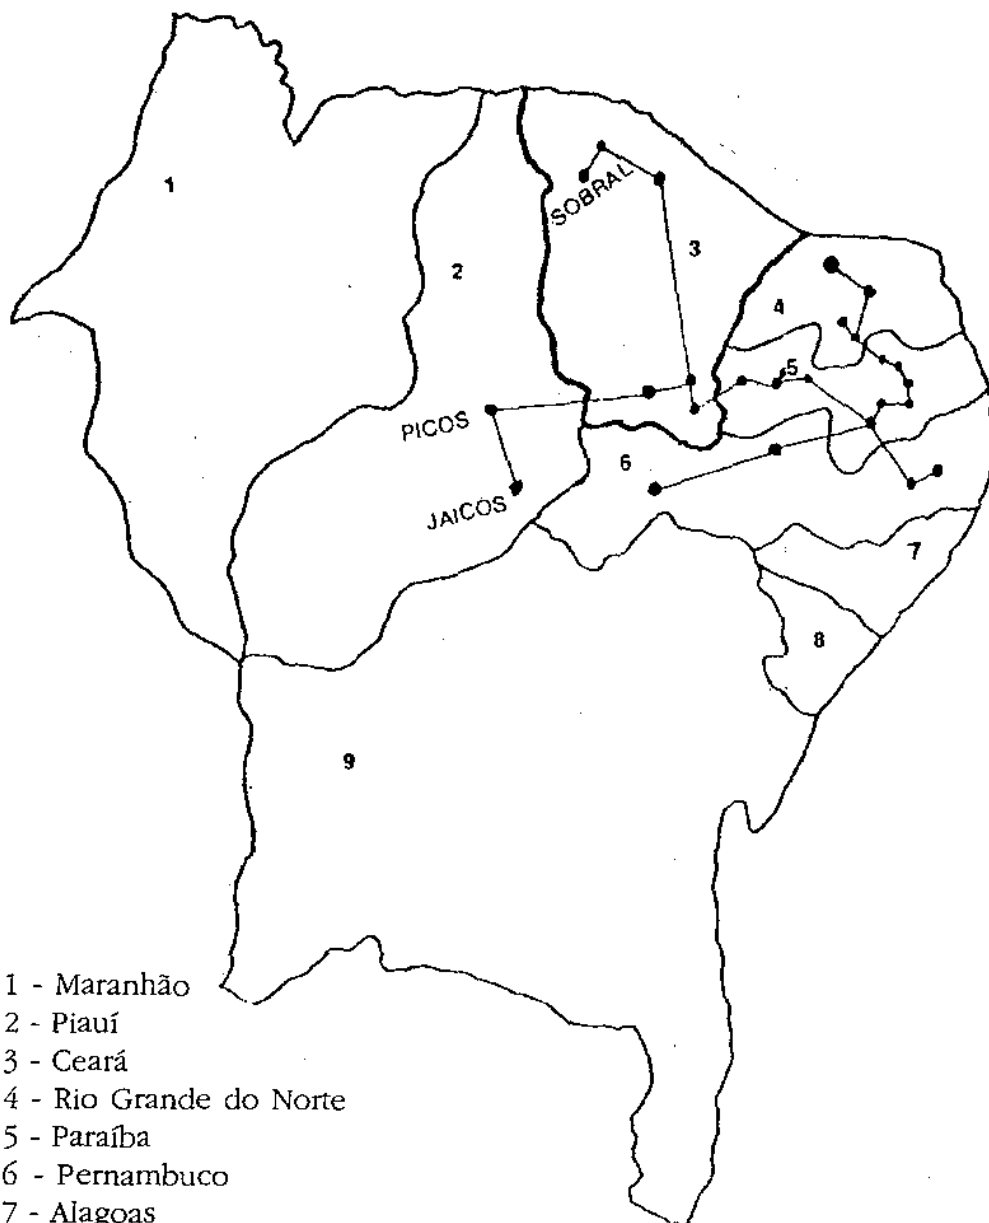 1
2
3
4
5
6
7
8
9
SOBRAL
PICOS
JAICÓS
1 - Maranhão
2 - Piauí
3 - Ceará
4 - Rio Grande do Norte
5 - Paraíba
6 - Pernambuco
7 - Alagoas